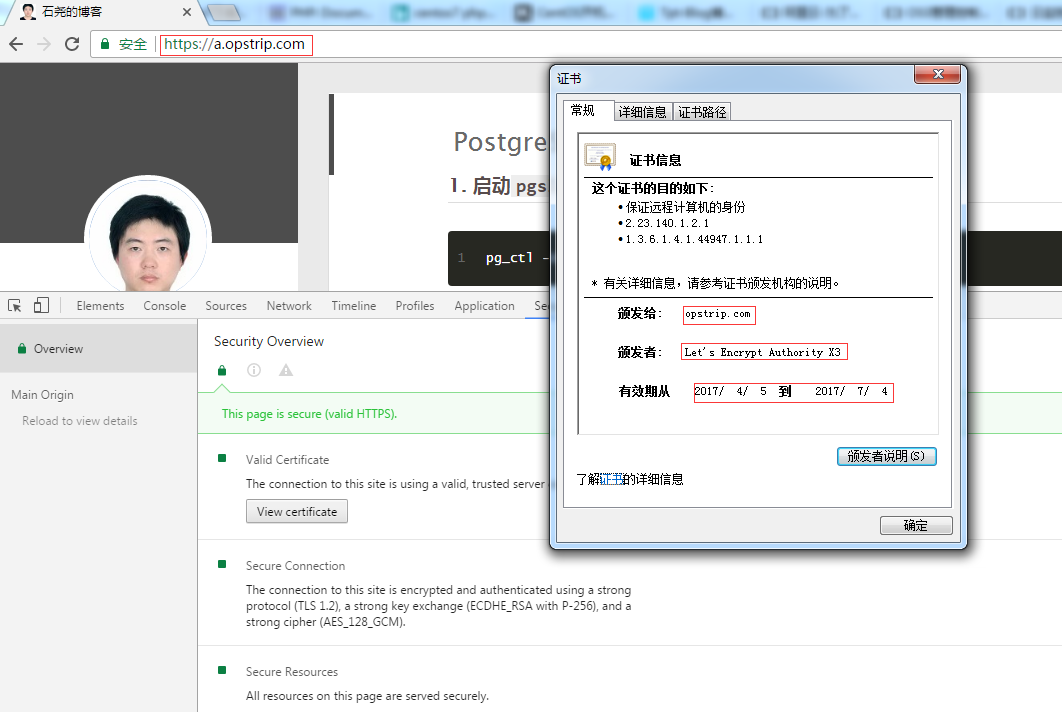 石尧的博客
安全
https://a.opstrip.com
Postgre
1. 启动 pgs
1 pg_ctl -
证书
常规
详细信息
证书路径
证书信息
这个证书的目的如下:
• 保证远程计算机的身份
• 2.23.140.1.2.1
• 1.3.6.1.4.1.44947.1.1.1
* 有关详细信息，请参考证书颁发机构的说明。
颁发给: opstrip.com
颁发者: Let's Encrypt Authority X3
有效期从 2017/ 4/ 5 到 2017/ 7/ 4
颁发者说明(S)
了解证书的详细信息
确定
Elements Console Sources Network Timeline Profiles Application Se
Overview
Main Origin
Reload to view details
Security Overview
This page is secure (valid HTTPS).
Valid Certificate
The connection to this site is using a valid, trusted server
View certificate
Secure Connection
The connection to this site is encrypted and authenticated using a strong
protocol (TLS 1.2), a strong key exchange (ECDHE_RSA with P-256), and a
strong cipher (AES_128_GCM).
Secure Resources
All resources on this page are served securely.